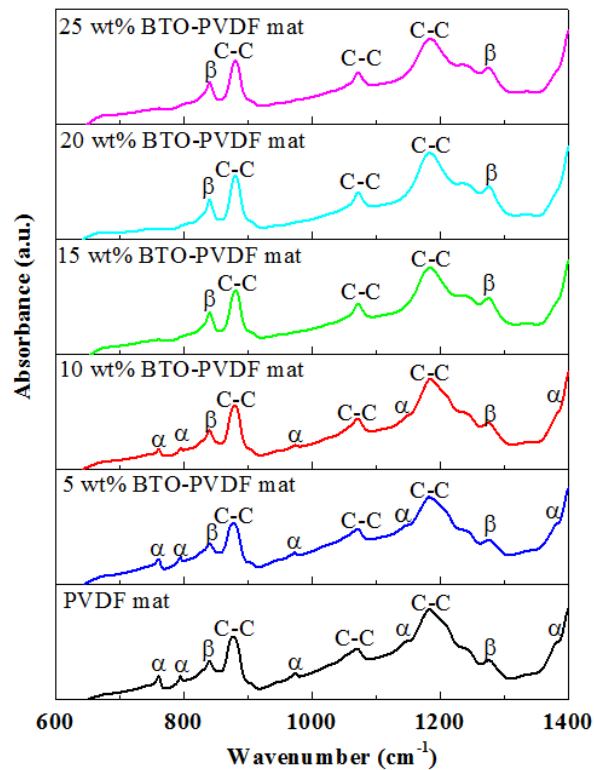 25 wt% BTO-PVDF mat
β C-C C-C C-C β
20 wt% BTO-PVDF mat
β C-C C-C C-C β
15 wt% BTO-PVDF mat
β C-C C-C C-C β
10 wt% BTO-PVDF mat
α α β C-C α C-C α C-C β α
5 wt% BTO-PVDF mat
α α β C-C α C-C α C-C β α
PVDF mat
α α β C-C α C-C α C-C β α
600 800 1000 1200 1400
Wavenumber (cm⁻¹)
Absorbance (a.u.)